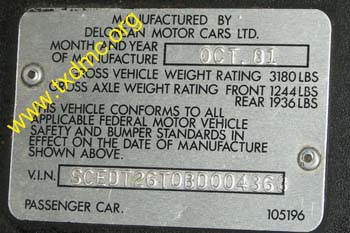 MANUFACTURED BY
DELOREAN MOTOR CARS LTD.
MONTH AND YEAR
OF MANUFACTURE OCT. 81
GROSS VEHICLE WEIGHT RATING 3180 LBS
GROSS AXLE WEIGHT RATING FRONT 1244 LBS
REAR 1936 LBS
THIS VEHICLE CONFORMS TO ALL
APPLICABLE FEDERAL MOTOR VEHICLE
SAFETY AND BUMPER STANDARDS IN
EFFECT ON THE DATE OF MANUFACTURE
SHOWN ABOVE.
V.I.N. SCEDT26T0BD004363
PASSENGER CAR. 105196
www.txdmc.org